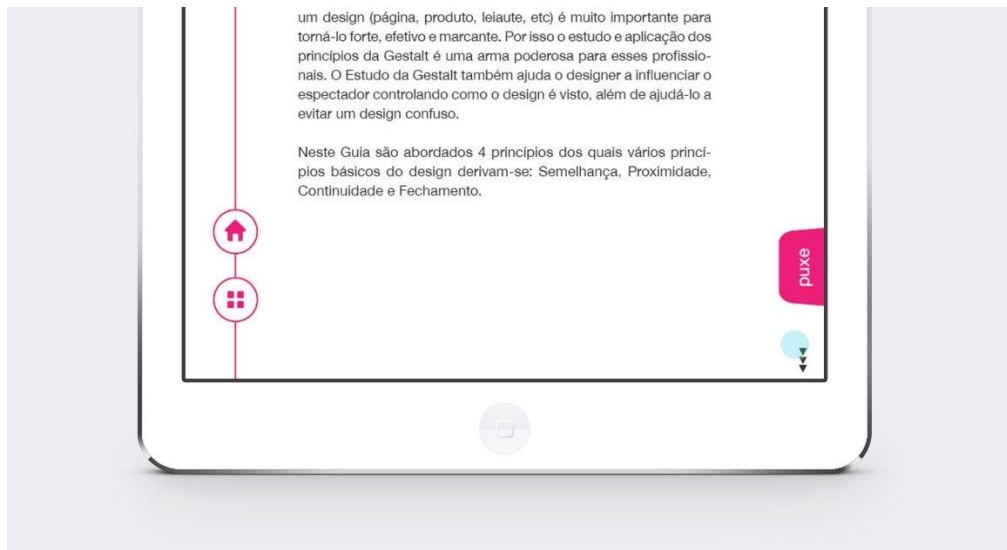 um design (página, produto, leiaute, etc) é muito importante para
torná-lo forte, efetivo e marcante. Por isso o estudo e aplicação dos
princípios da Gestalt é uma arma poderosa para esses profissio-
nais. O Estudo da Gestalt também ajuda o designer a influenciar o
espectador controlando como o design é visto, além de ajudá-lo a
evitar um design confuso.
Neste Guia são abordados 4 princípios dos quais vários princí-
pios básicos do design derivam-se: Semelhança, Proximidade,
Continuidade e Fechamento.
puxe